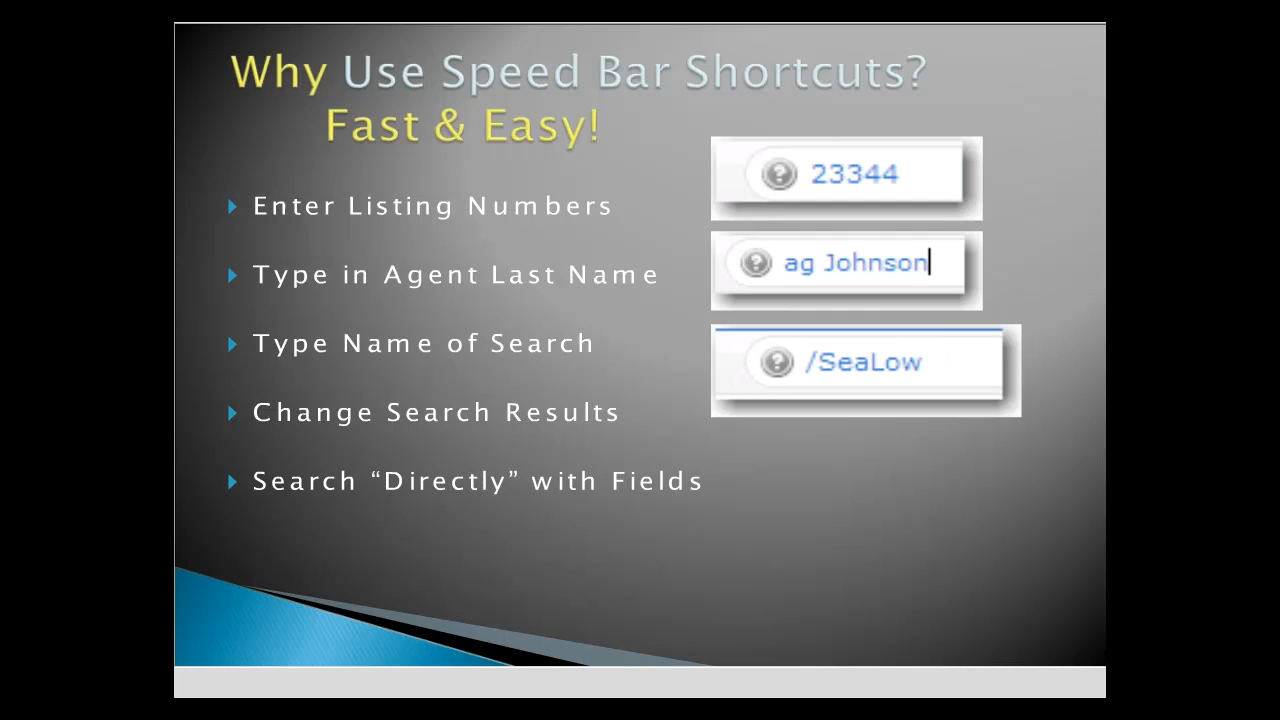 Why Use Speed Bar Shortcuts?
Fast & Easy!
Enter Listing Numbers
Type in Agent Last Name
Type Name of Search
Change Search Results
Search “Directly” with Fields
? 23344
? ag Johnson
? /SeaLow